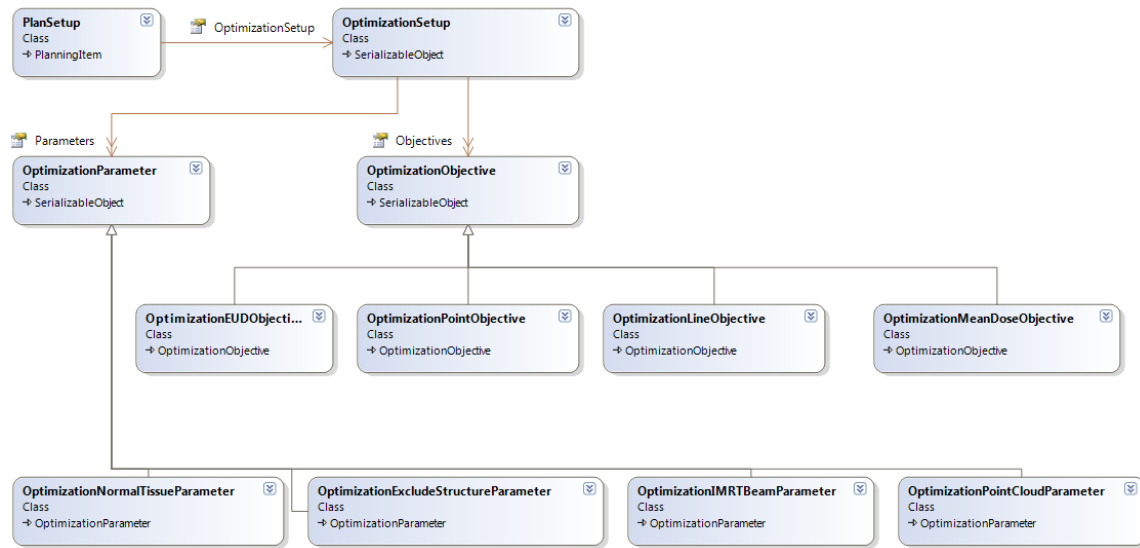 PlanSetup
Class
PlanningItem
OptimizationSetup
OptimizationSetup
Class
SerializableObject
Parameters
Objectives
OptimizationParameter
Class
SerializableObject
OptimizationObjective
Class
SerializableObject
OptimizationEUDObjecti...
Class
OptimizationObjective
OptimizationPointObjective
Class
OptimizationObjective
OptimizationLineObjective
Class
OptimizationObjective
OptimizationMeanDoseObjective
Class
OptimizationObjective
OptimizationNormalTissueParameter
Class
OptimizationParameter
OptimizationExcludeStructureParameter
Class
OptimizationParameter
OptimizationIMRTBeamParameter
Class
OptimizationParameter
OptimizationPointCloudParameter
Class
OptimizationParameter